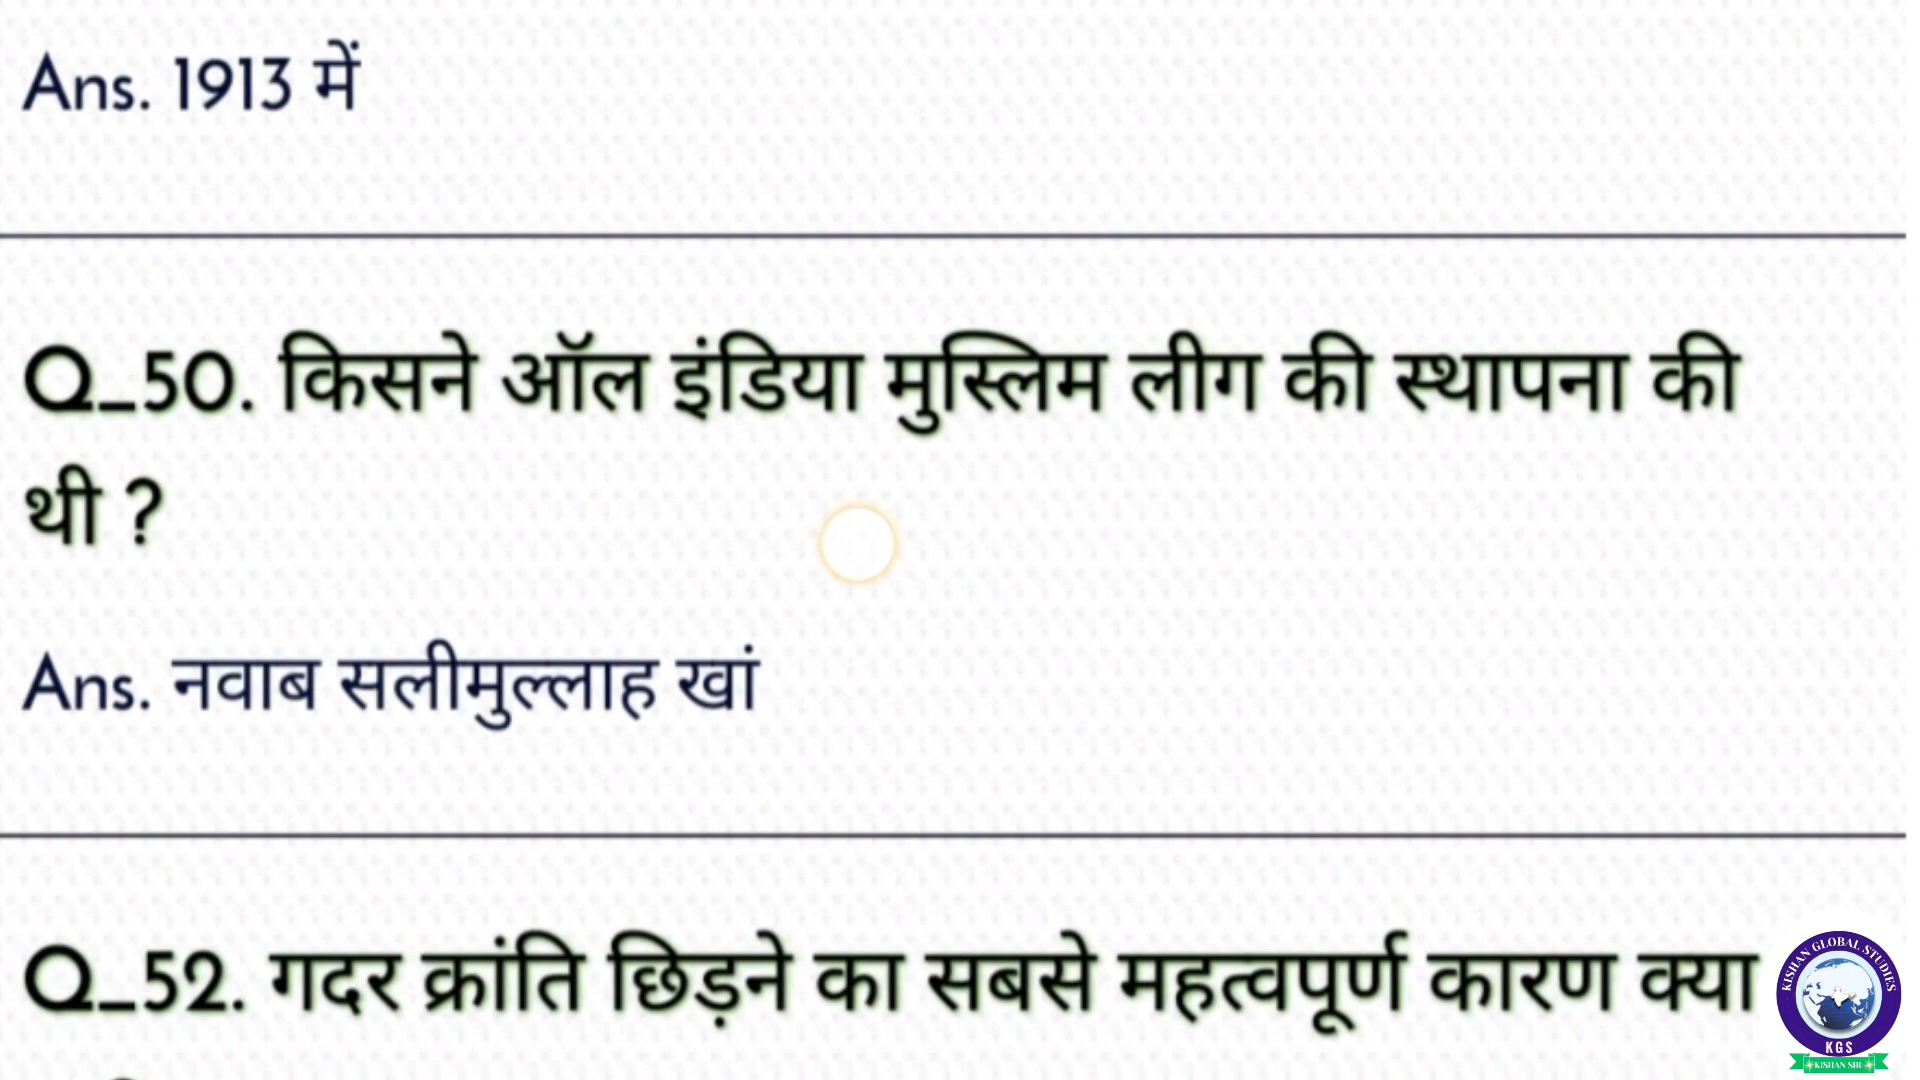 Ans. 1913 में
Q_50. किसने ऑल इंडिया मुस्लिम लीग की स्थापना की
थी ?
Ans. नवाब सलीमुल्लाह खां
Q_52. गदर क्रांति छिड़ने का सबसे महत्वपूर्ण कारण क्या
KISHAN GLOBAL STUDIES
KGS
KISHAN SIR